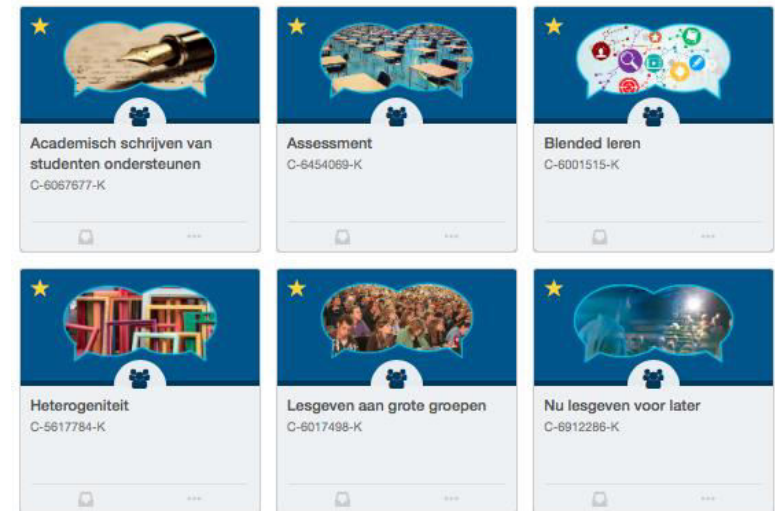 Academisch schrijven van
studenten ondersteunen
C-6067677-K
Assessment
C-6454069-K
Blended leren
C-6001515-K
Heterogeniteit
C-5617784-K
Lesgeven aan grote groepen
C-6017498-K
Nu lesgeven voor later
C-6912286-K